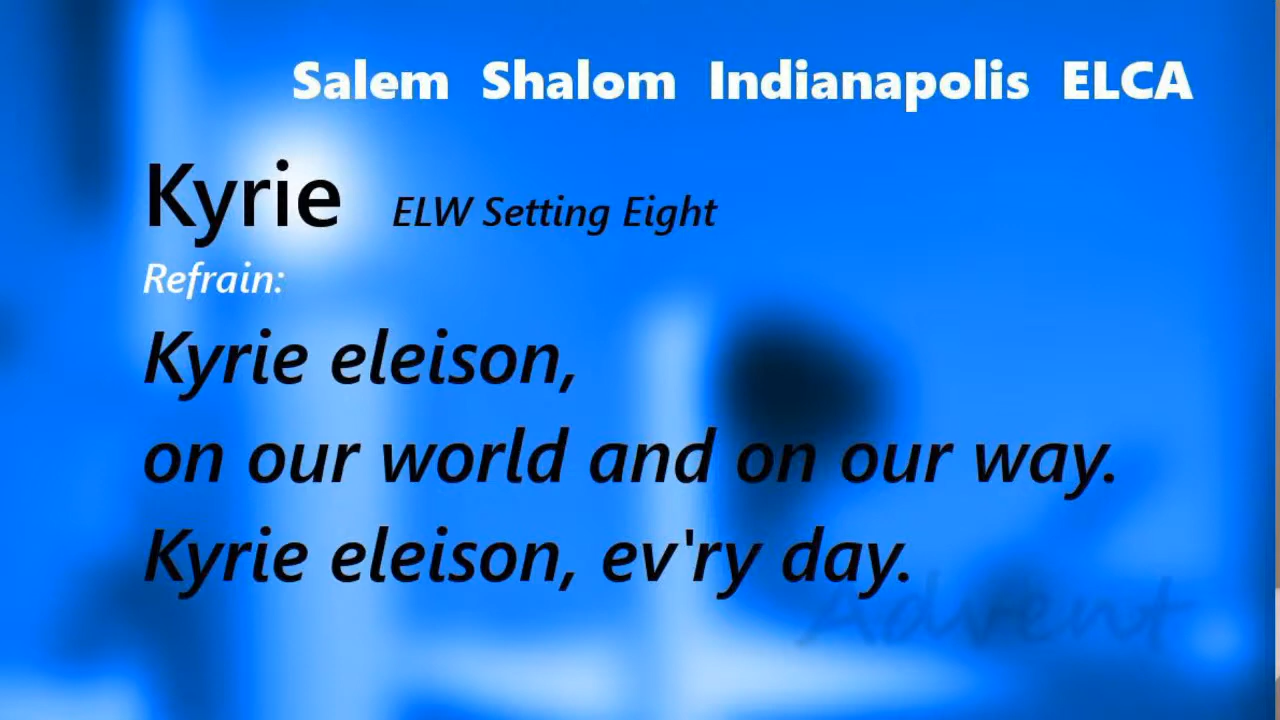 Salem Shalom Indianapolis ELCA
Kyrie ELW Setting Eight
Refrain:
Kyrie eleison,
on our world and on our way.
Kyrie eleison, ev'ry day.
Advent